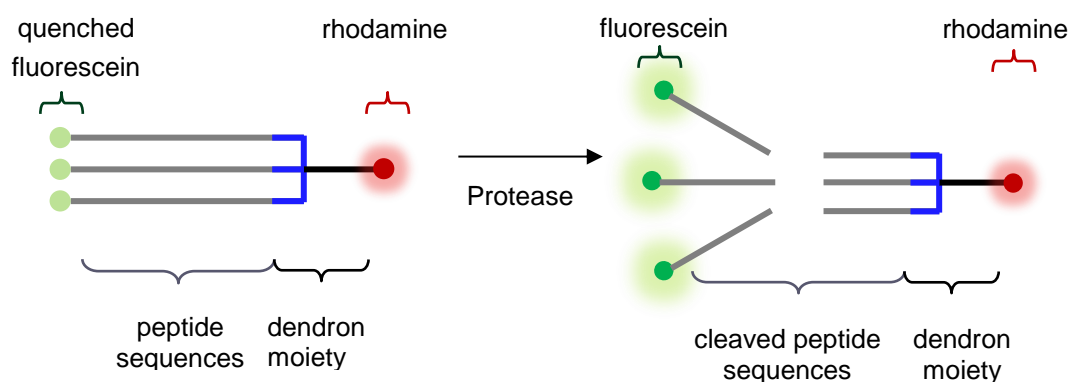 quenched
fluorescein
rhodamine
peptide
sequences
dendron
moiety
Protease
fluorescein
rhodamine
cleaved peptide
sequences
dendron
moiety